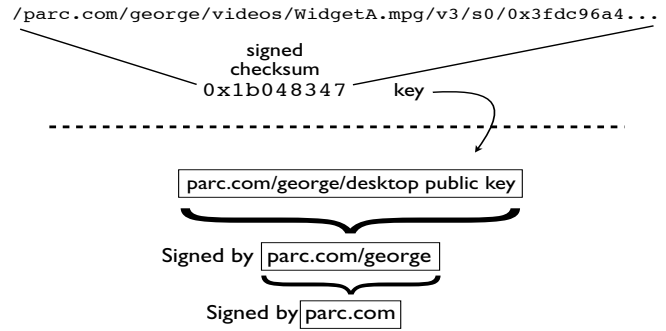 /parc.com/george/videos/WidgetA.mpg/v3/s0/0x3fdc96a4...
signed
checksum
0x1b048347
key
parc.com/george/desktop public key
Signed by parc.com/george
Signed by parc.com